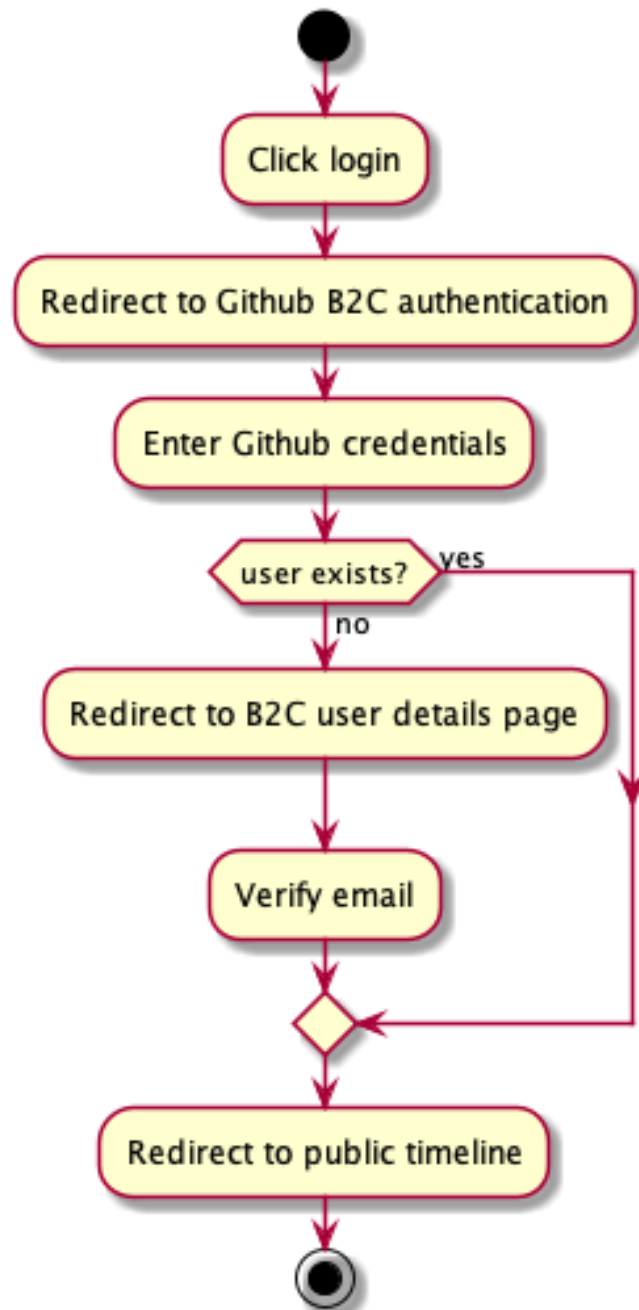 Click login
Redirect to Github B2C authentication
Enter Github credentials
user exists?
yes
no
Redirect to B2C user details page
Verify email
Redirect to public timeline